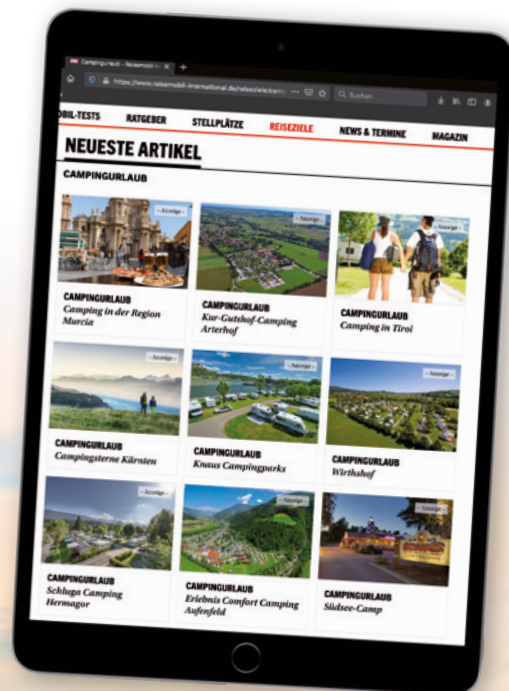 Campingurlaub - Reisemobil In
https://www.reisemobil-international.de/reiseziele/camp
Suchen
OBIL-TESTS
RATGEBER
STELLPLÄTZE
REISEZIELE
NEWS & TERMINE
MAGAZIN
NEUESTE ARTIKEL
CAMPINGURLAUB
- Anzeige -
- Anzeige -
- Anzeige -
CAMPINGURLAUB
Camping in der Region
Murcia
CAMPINGURLAUB
Kur-Gutshof-Camping
Arterhof
CAMPINGURLAUB
Camping in Tirol
- Anzeige -
- Anzeige -
- Anzeige -
CAMPINGURLAUB
Campingsterne Kärnten
CAMPINGURLAUB
Knaus Campingparks
CAMPINGURLAUB
Wirthshof
- Anzeige -
- Anzeige -
- Anzeige -
CAMPINGURLAUB
Schluga Camping
Hermagor
CAMPINGURLAUB
Erlebnis Comfort Camping
Aufenfeld
CAMPINGURLAUB
Südsee-Camp